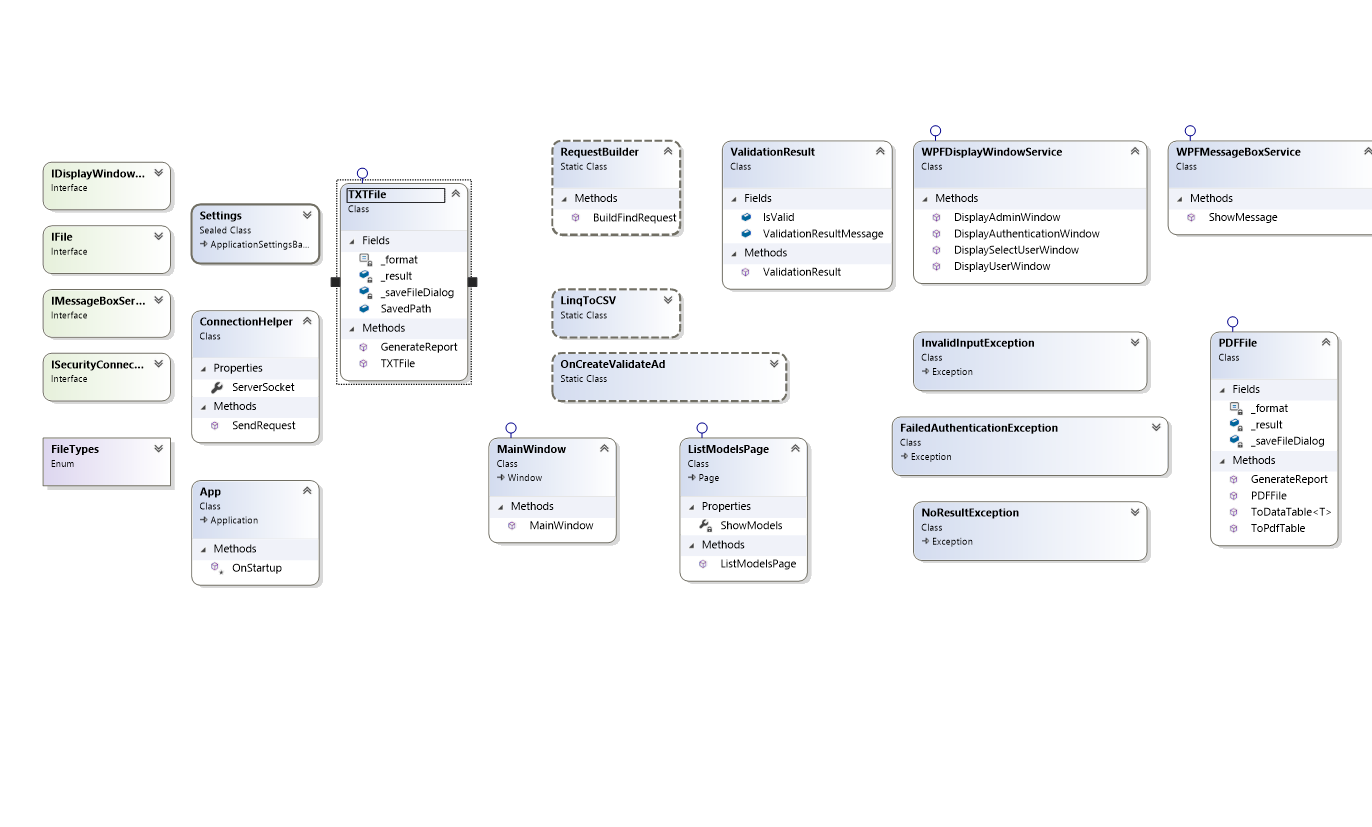 IDisplayWindow...
Interface
IFile
Interface
IMessageBoxSer...
Interface
ISecurityConnec...
Interface
FileTypes
Enum
Settings
Sealed Class
ApplicationSettingsBa...
ConnectionHelper
Class
Properties
ServerSocket
Methods
SendRequest
App
Class
Application
Methods
OnStartup
TXTFile
Class
Fields
_format
_result
_saveFileDialog
SavedPath
Methods
GenerateReport
TXTFile
RequestBuilder
Static Class
Methods
BuildFindRequest
LinqToCSV
Static Class
OnCreateValidateAd
Static Class
MainWindow
Class
Window
Methods
MainWindow
ListModelsPage
Class
Page
Properties
ShowModels
Methods
ListModelsPage
ValidationResult
Class
Fields
IsValid
ValidationResultMessage
Methods
ValidationResult
WPFDisplayWindowService
Class
Methods
DisplayAdminWindow
DisplayAuthenticationWindow
DisplaySelectUserWindow
DisplayUserWindow
InvalidInputException
Class
Exception
FailedAuthenticationException
Class
Exception
NoResultException
Class
Exception
WPFMessageBoxService
Class
Methods
ShowMessage
PDFFile
Class
Fields
_format
_result
_saveFileDialog
Methods
GenerateReport
PDFFile
ToDataTable<T>
ToPdfTable